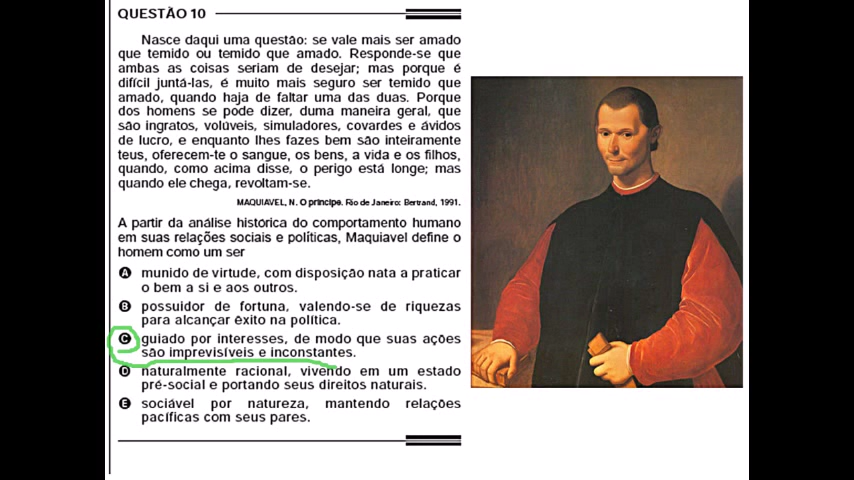 QUESTÃO 10
Nasce daqui uma questão: se vale mais ser amado
que temido ou temido que amado. Responde-se que
ambas as coisas seriam de desejar; mas porque é
difícil juntá-las, é muito mais seguro ser temido que
amado, quando haja de faltar uma das duas. Porque
dos homens se pode dizer, duma maneira geral, que
são ingratos, volúveis, simuladores, covardes e ávidos
de lucro, e enquanto lhes fazes bem são inteiramente
teus, oferecem-te o sangue, os bens, a vida e os filhos,
quando, como acima disse, o perigo está longe; mas
quando ele chega, revoltam-se.
MAQUIAVEL, N. O príncipe. Rio de Janeiro: Bertrand, 1991.
A partir da análise histórica do comportamento humano
em suas relações sociais e políticas, Maquiavel define o
homem como um ser
A munido de virtude, com disposição nata a praticar
o bem a si e aos outros.
B possuidor de fortuna, valendo-se de riquezas
para alcançar êxito na política.
C guiado por interesses, de modo que suas ações
são imprevisíveis e inconstantes.
D naturalmente racional, vivendo em um estado
pré-social e portando seus direitos naturais.
E sociável por natureza, mantendo relações
pacíficas com seus pares.